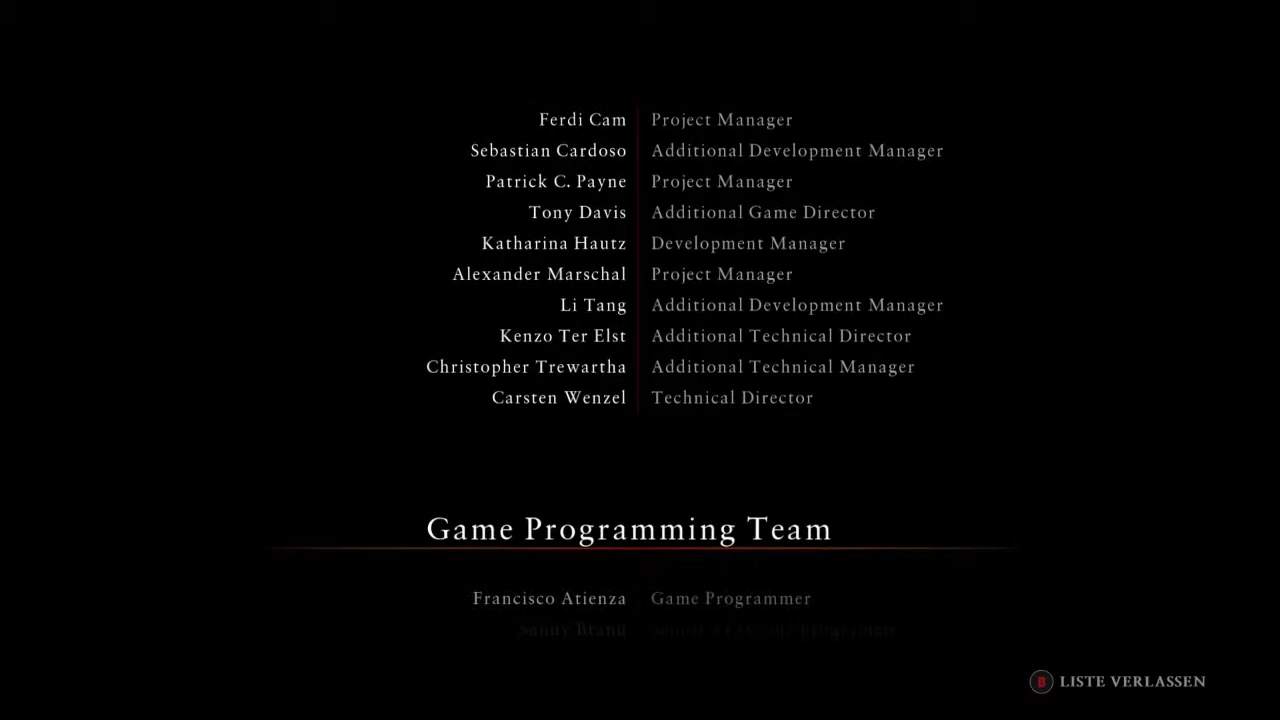 Ferdi Cam Project Manager
Sebastian Cardoso Additional Development Manager
Patrick C. Payne Project Manager
Tony Davis Additional Game Director
Katharina Hautz Development Manager
Alexander Marschal Project Manager
Li Tang Additional Development Manager
Kenzo Ter Elst Additional Technical Director
Christopher Trewartha Additional Technical Manager
Carsten Wenzel Technical Director
Game Programming Team
Francisco Atienza Game Programmer
B LISTE VERLASSEN